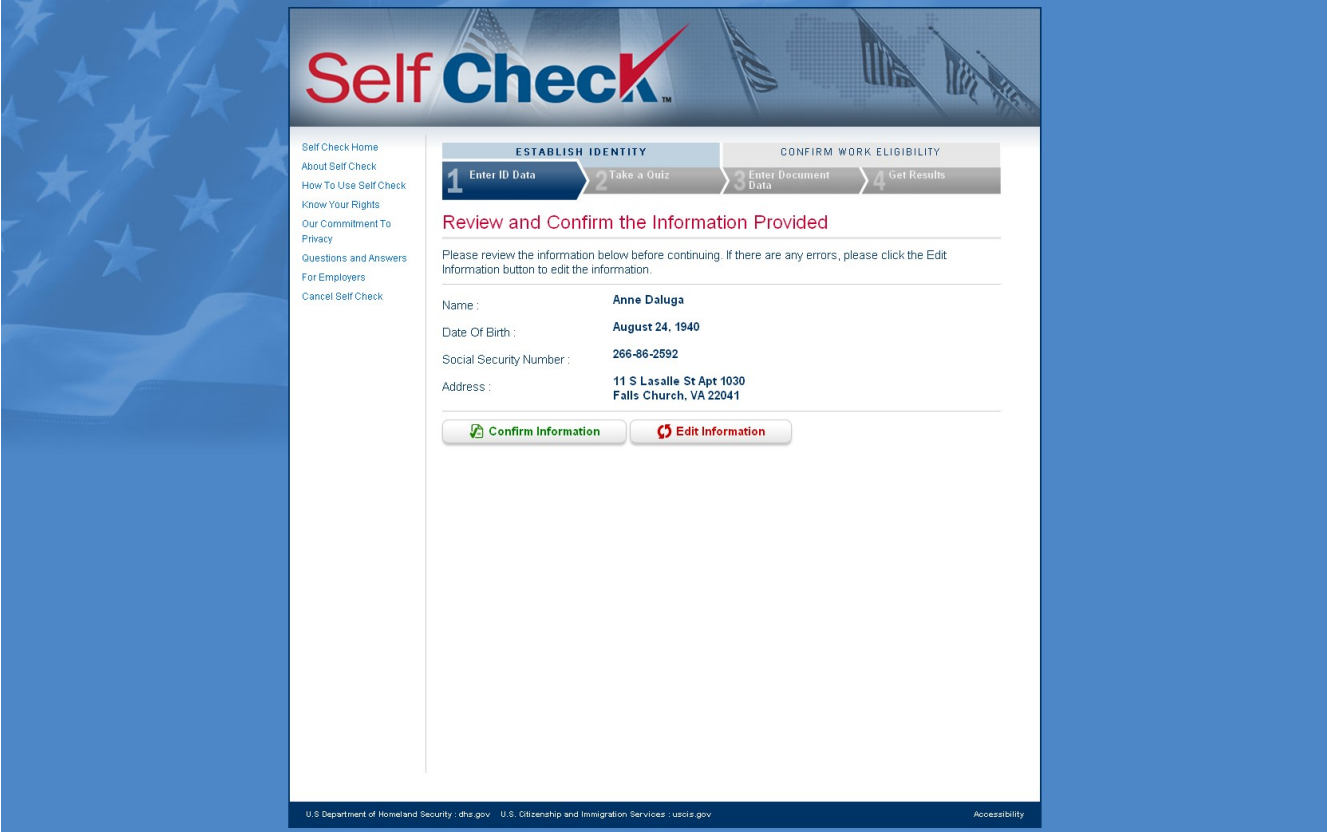 Self Check™
Self Check Home
About Self Check
How To Use Self Check
Know Your Rights
Our Commitment To
Privacy
Questions and Answers
For Employers
Cancel Self Check
ESTABLISH IDENTITY
CONFIRM WORK ELIGIBILITY
1 Enter ID Data
2 Take a Quiz
3 Enter Document
Data
4 Get Results
Review and Confirm the Information Provided
Please review the information below before continuing. If there are any errors, please click the Edit
Information button to edit the information.
Name : Anne Daluga
Date Of Birth : August 24, 1940
Social Security Number : 266-86-2592
Address : 11 S Lasalle St Apt 1030
Falls Church, VA 22041
Confirm Information Edit Information
U.S Department of Homeland Security : dhs.gov U.S. Citizenship and Immigration Services : uscis.gov Accessibility